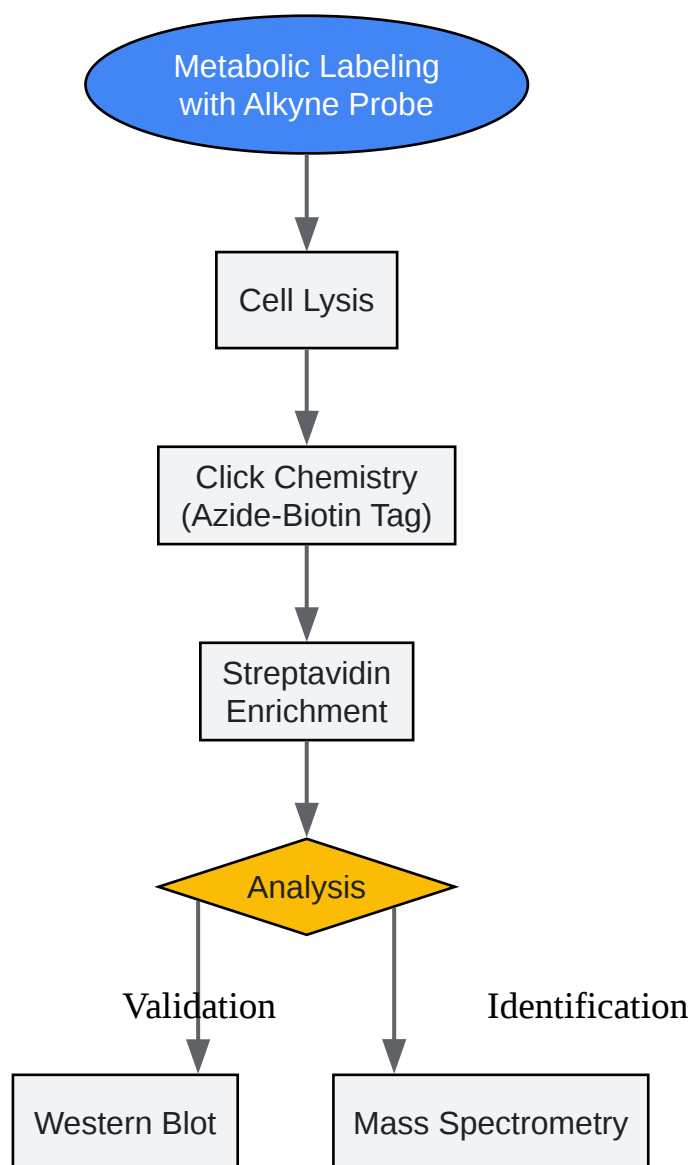 Metabolic Labeling
with Alkyne Probe
Cell Lysis
Click Chemistry
(Azide-Biotin Tag)
Streptavidin
Enrichment
Analysis
Validation
Identification
Western Blot
Mass Spectrometry